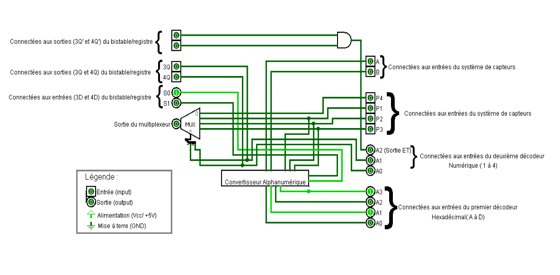 Connectées aux sorties (3Q' et 4Q') du bistable/registre
Connectées aux sorties (3Q et 4Q) du bistable/registre
3Q
4Q
Connectées aux entrées (3D et 4D) du bistable/registre
S0
S1
Sortie du multiplexeur
MUX
A
B
Connectées aux entrées du système de capteurs
P4
P1
P2
P3
Connectées aux entrées du système de capteurs
A2 (Sortie ET)
A1
A0
Connectées aux entrées du deuxième décodeur
Numérique ( 1 à 4)
Convertisseur Alphanumérique
A3
A2
A1
A0
Connectées aux entrées du premier décodeur
Hexadécimal( A à D)
Légende :
Entrée (input)
Sortie (output)
Alimentation (Vcc/ +5V)
Mise à terre (GND)